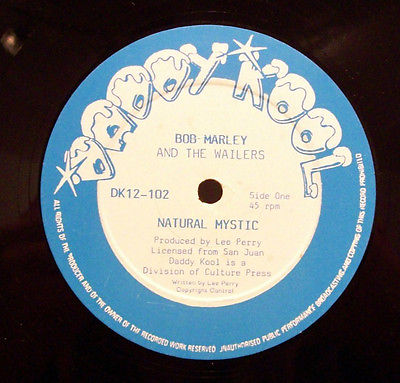 DADDY KOOL
BOB MARLEY
AND THE WAILERS
DK12-102
Side One
45 rpm
NATURAL MYSTIC
Produced by Lee Perry
Licensed from San Juan
Daddy Kool is a
Division of Culture Press
Written by Lee Perry
Copyright Control
ALL RIGHTS OF THE PRODUCER AND OF THE OWNER OF THE RECORDED WORK RESERVED UNAUTHORISED PUBLIC PERFORMANCE BROADCASTING AND COPYING OF THIS RECORD PROHIBITED